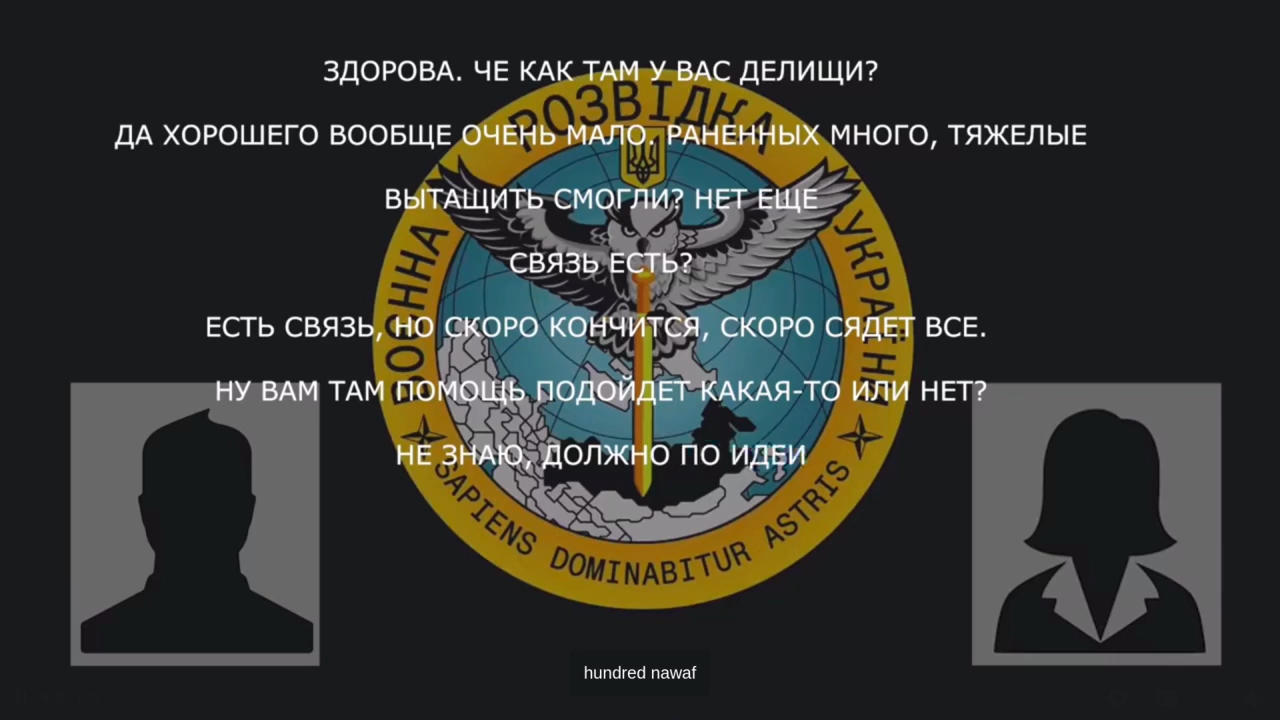 ЗДОРОВА. ЧЕ КАК ТАМ У ВАС ДЕЛИЩИ?
РОЗВІДКА
ДА ХОРОШЕГО ВООБЩЕ ОЧЕНЬ МАЛО. РАНЕННЫХ МНОГО, ТЯЖЕЛЫЕ
ВЫТАЩИТЬ СМОГЛИ? НЕТ ЕЩЕ
ВОЄННА
УКРАЇНИ
СВЯЗЬ ЕСТЬ?
ЕСТЬ СВЯЗЬ, НО СКОРО КОНЧИТСЯ, СКОРО СЯДЕТ ВСЕ.
НУ ВАМ ТАМ ПОМОЩЬ ПОДОЙДЕТ КАКАЯ-ТО ИЛИ НЕТ?
НЕ ЗНАЮ, ДОЛЖНО ПО ИДЕИ
SAPIENS DOMINABITUR ASTRIS
hundred nawaf